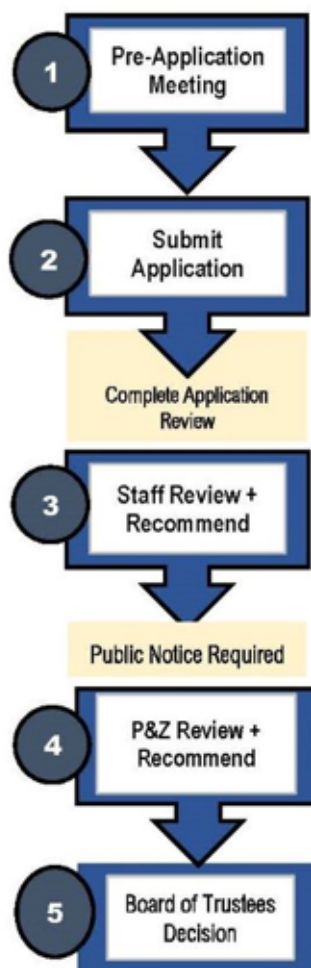 1
Pre-Application
Meeting
2
Submit
Application
Complete Application
Review
3
Staff Review +
Recommend
Public Notice Required
4
P&Z Review +
Recommend
5
Board of Trustees
Decision